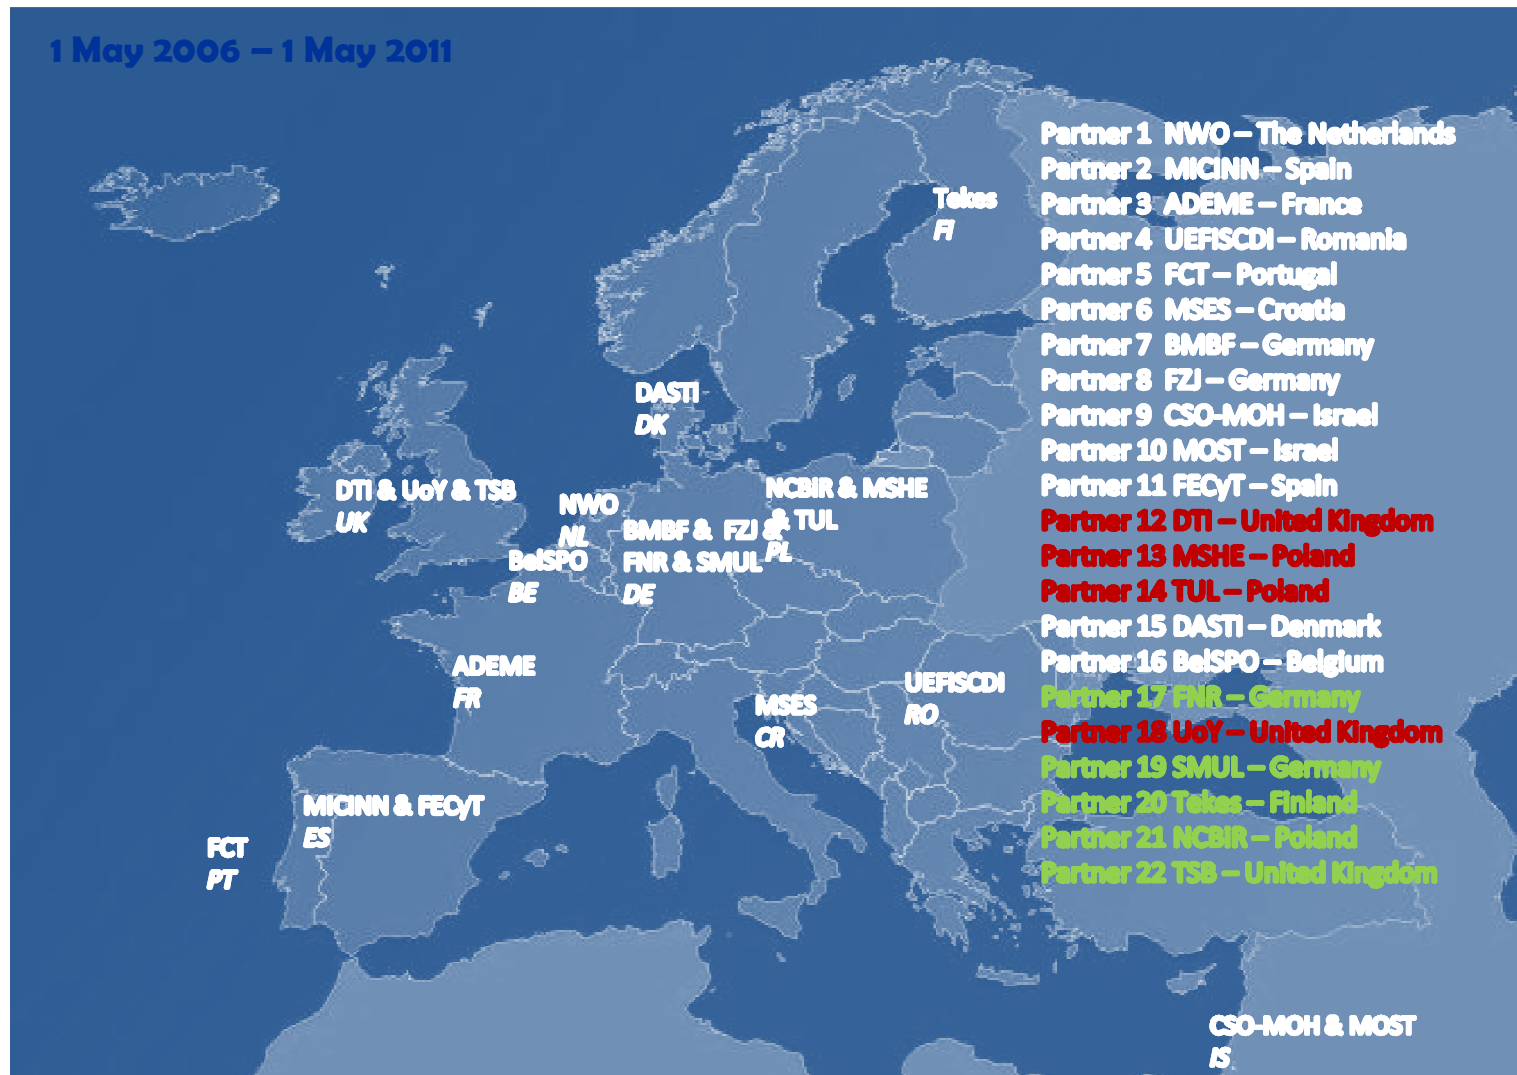 1 May 2006 – 1 May 2011
Partner 1 NWO – The Netherlands
Partner 2 MICINN – Spain
Partner 3 ADEME – France
Partner 4 UEFISCDI – Romania
Partner 5 FCT – Portugal
Partner 6 MSES – Croatia
Partner 7 BMBF – Germany
Partner 8 FZJ – Germany
Partner 9 CSO-MOH – Israel
Partner 10 MOST – Israel
Partner 11 FECyT – Spain
Partner 12 DTI – United Kingdom
Partner 13 MSHE – Poland
Partner 14 TUL – Poland
Partner 15 DASTI – Denmark
Partner 16 BelSPO – Belgium
Partner 17 FNR – Germany
Partner 18 UoY – United Kingdom
Partner 19 SMUL – Germany
Partner 20 Tekes – Finland
Partner 21 NCBiR – Poland
Partner 22 TSB – United Kingdom
Tekes
FI
DASTI
DK
DTI & UoY & TSB
UK
NWO
NL
BelSPO
BE
BMBF & FZJ &
FNR & SMUL
DE
NCBiR & MSHE
& TUL
PL
ADEME
FR
MSES
CR
UEFISCDI
RO
MICINN & FECyT
ES
FCT
PT
CSO-MOH & MOST
IS